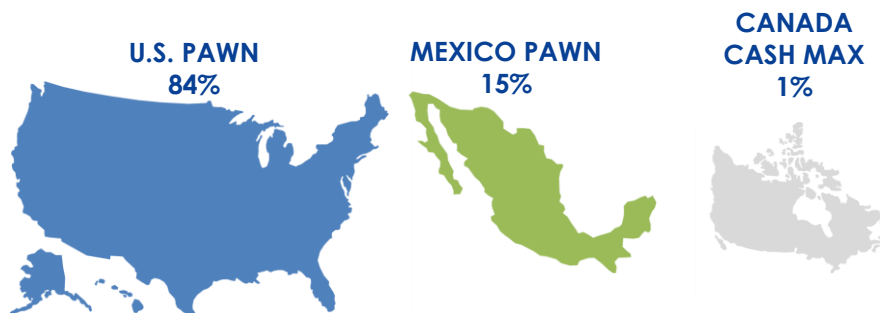 U.S. PAWN
84%
MEXICO PAWN
15%
CANADA
CASH MAX
1%